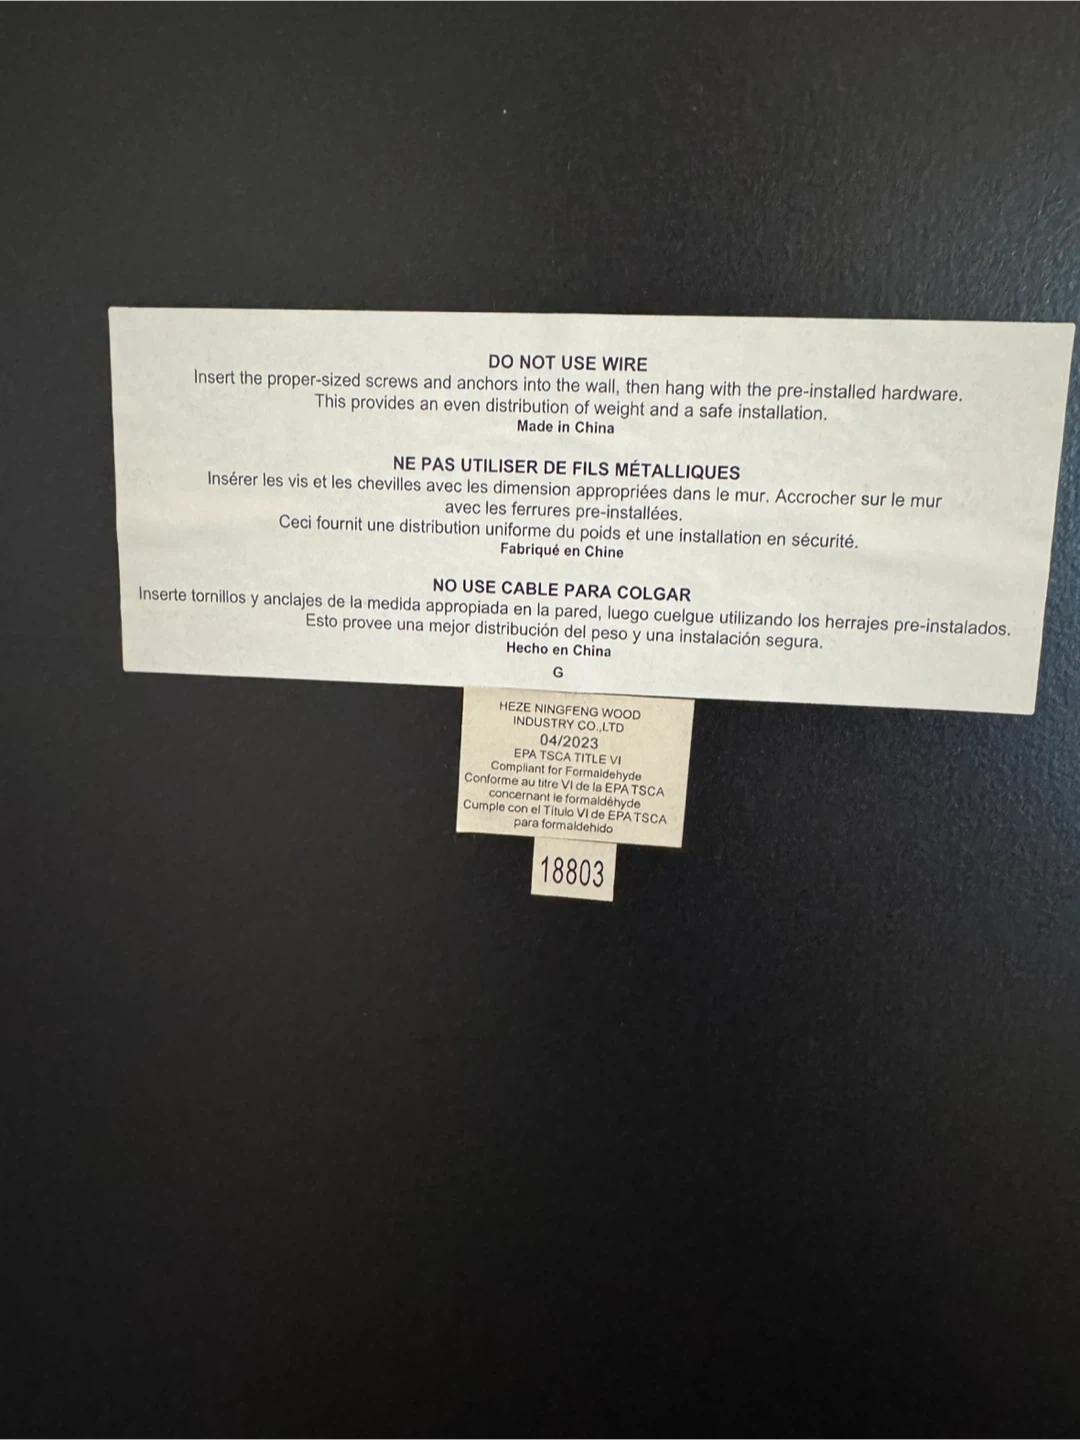 DO NOT USE WIRE
Insert the proper-sized screws and anchors into the wall, then hang with the pre-installed hardware.
This provides an even distribution of weight and a safe installation.
Made in China
NE PAS UTILISER DE FILS MÉTALLIQUES
Insérer les vis et les chevilles avec les dimension appropriées dans le mur. Accrocher sur le mur
avec les ferrures pre-installées.
Ceci fournit une distribution uniforme du poids et une installation en sécurité.
Fabriqué en Chine
NO USE CABLE PARA COLGAR
Inserte tornillos y anclajes de la medida appropiada en la pared, luego cuelgue utilizando los herrajes pre-instalados.
Esto provee una mejor distribución del peso y una instalación segura.
Hecho en China
G
HEZE NINGFENG WOOD
INDUSTRY CO.,LTD
04/2023
EPA TSCA TITLE VI
Compliant for Formaldehyde
Conforme au titre VI de la EPA TSCA
concernant le formaldéhyde
Cumple con el Título VI de EPA TSCA
para formaldehido
18803